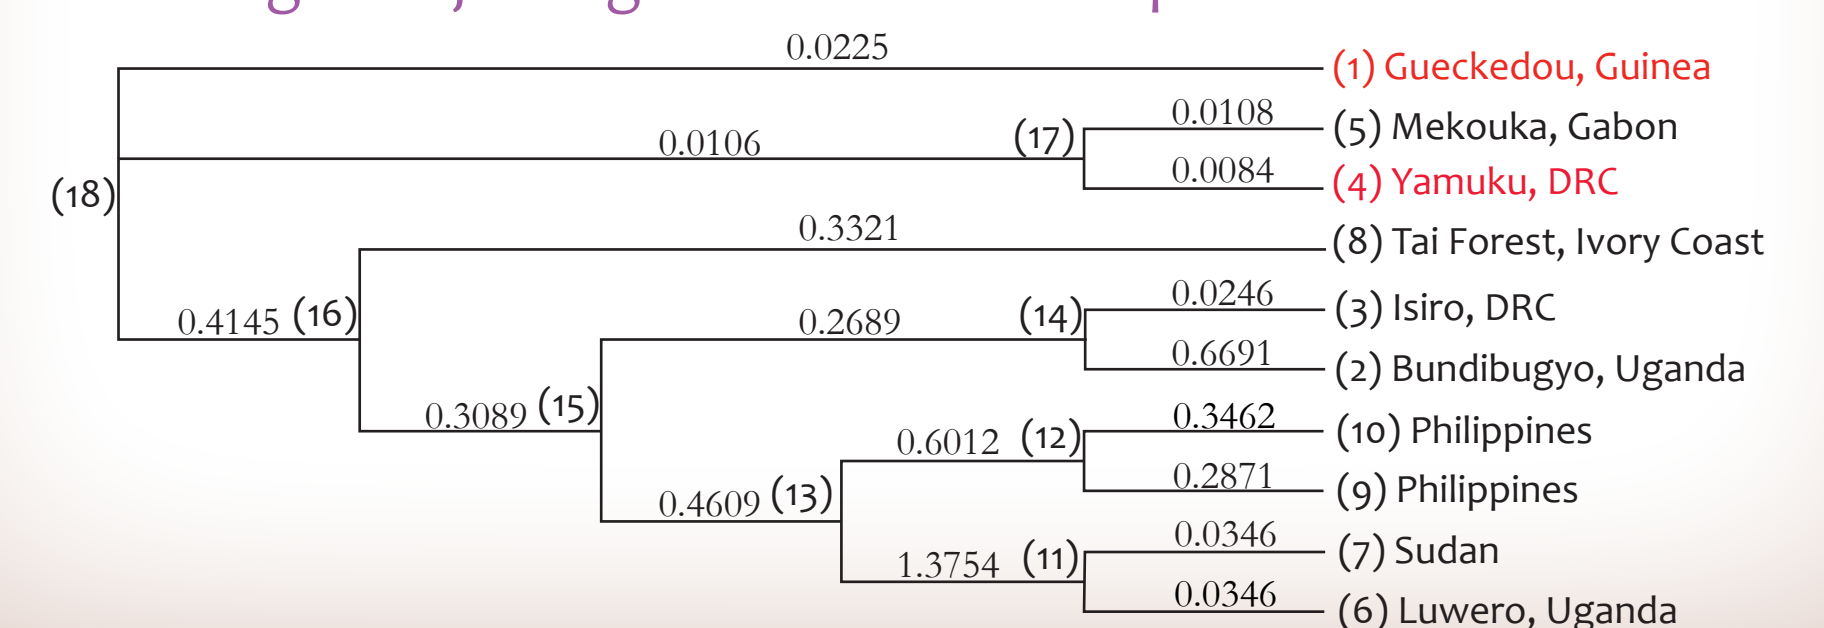 0.0225
(1) Gueckedou, Guinea
0.0108
(5) Mekouka, Gabon
0.0106
(17)
0.0084
(4) Yamuku, DRC
(18)
0.3321
(8) Tai Forest, Ivory Coast
0.0246
(3) Isiro, DRC
0.4145 (16)
0.2689
(14)
0.6691
(2) Bundibugyo, Uganda
0.3089 (15)
0.3462
(10) Philippines
0.6012 (12)
0.2871
(9) Philippines
0.4609 (13)
0.0346
(7) Sudan
1.3754 (11)
0.0346
(6) Luwero, Uganda